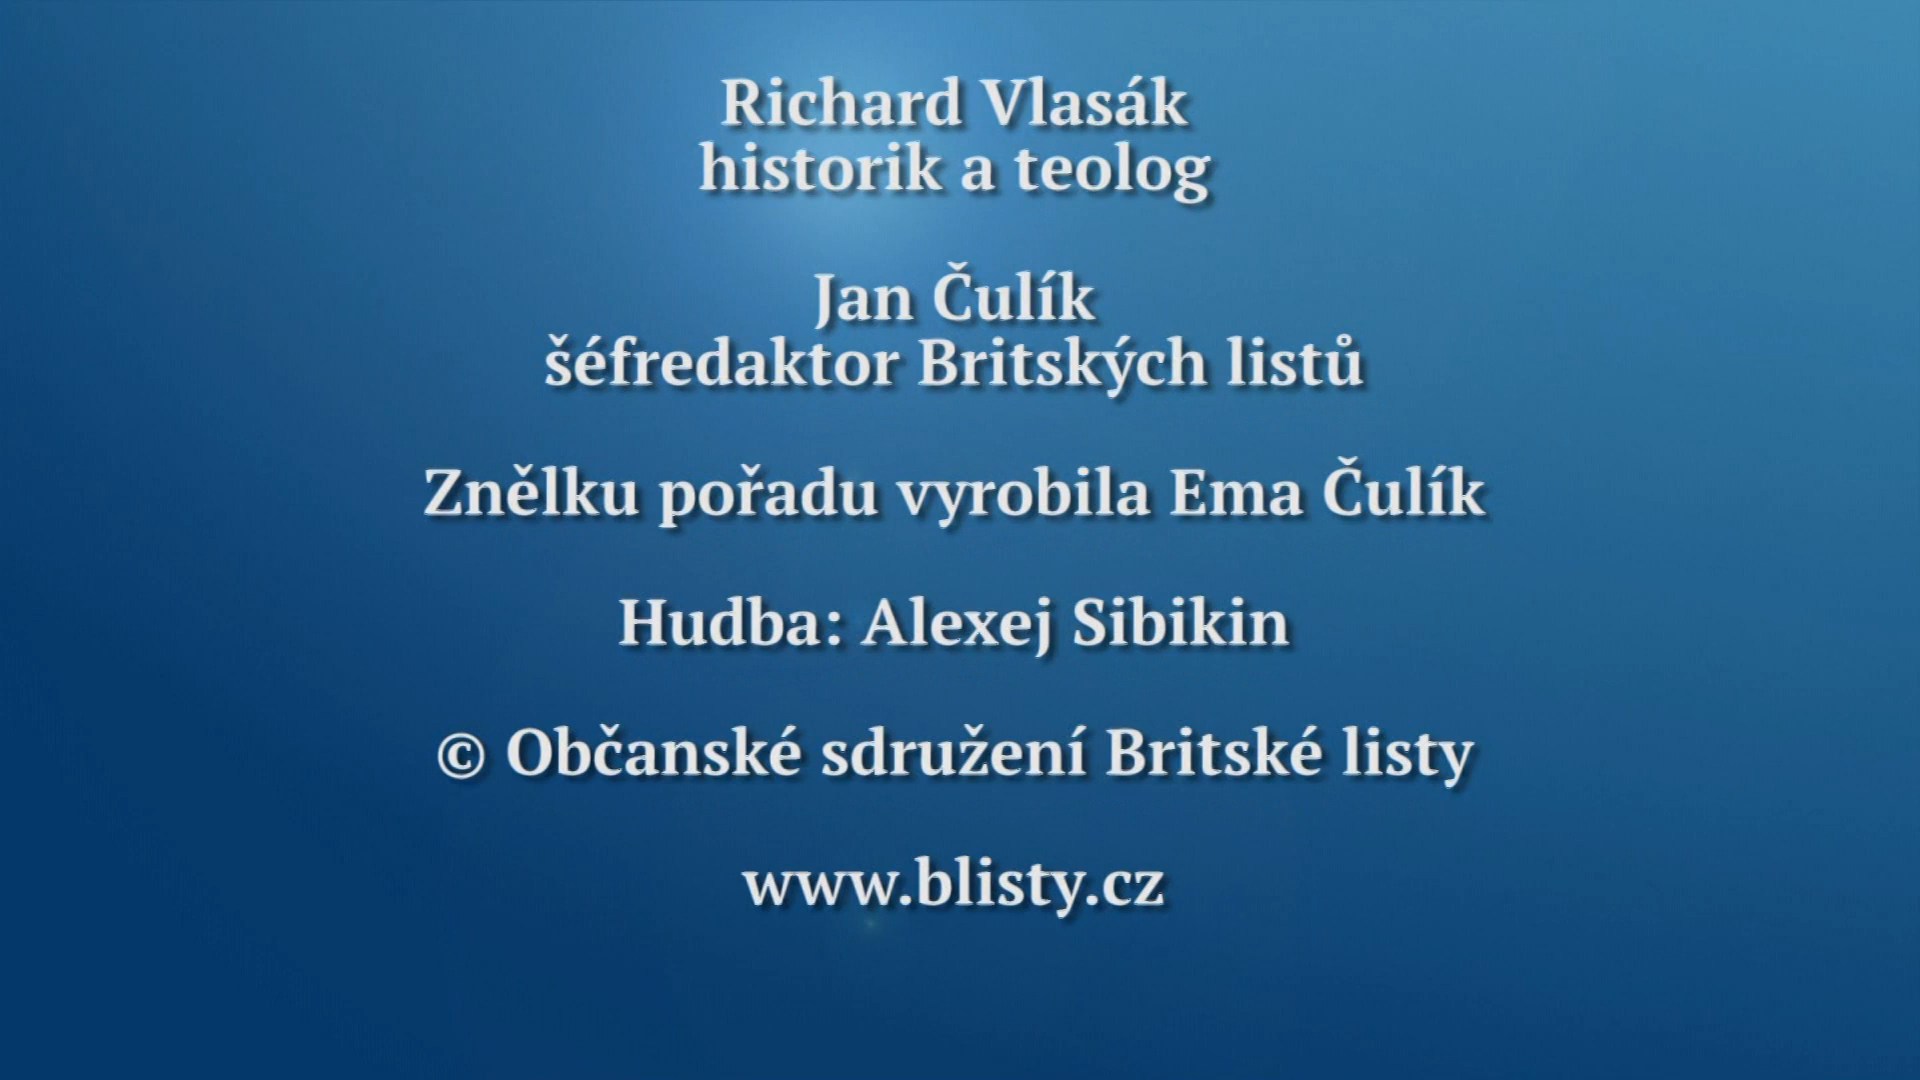 Richard Vlasák
historik a teolog
Jan Čulík
šéfredaktor Britských listů
Znělku pořadu vyrobila Ema Čulík
Hudba: Alexej Sibikin
© Občanské sdružení Britské listy
www.blisty.cz